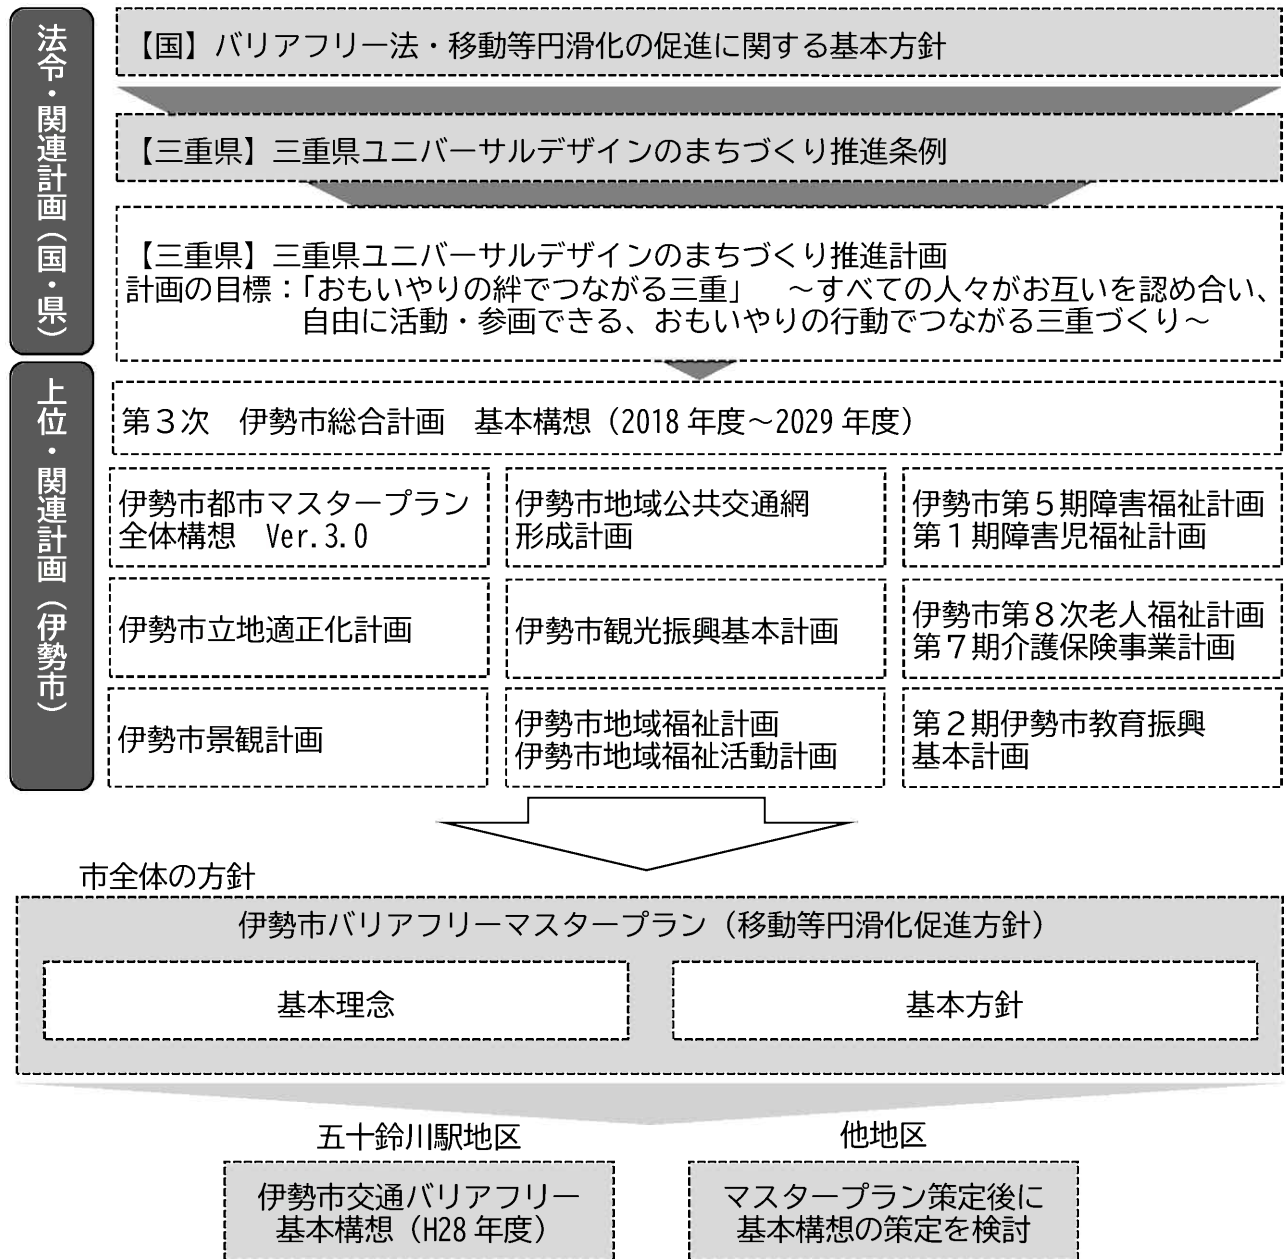 法令・関連計画（国・県）
【国】バリアフリー法・移動等円滑化の促進に関する基本方針
【三重県】三重県ユニバーサルデザインのまちづくり推進条例
【三重県】三重県ユニバーサルデザインのまちづくり推進計画
計画の目標：「おもいやりの絆でつながる三重」　～すべての人々がお互いを認め合い、
自由に活動・参画できる、おもいやりの行動でつながる三重づくり～
上位・関連計画（伊勢市）
第３次　伊勢市総合計画　基本構想（2018年度～2029年度）
伊勢市都市マスタープラン
全体構想　Ver.3.0
伊勢市地域公共交通網
形成計画
伊勢市第５期障害福祉計画
第１期障害児福祉計画
伊勢市立地適正化計画
伊勢市観光振興基本計画
伊勢市第８次老人福祉計画
第７期介護保険事業計画
伊勢市景観計画
伊勢市地域福祉計画
伊勢市地域福祉活動計画
第２期伊勢市教育振興
基本計画
市全体の方針
伊勢市バリアフリーマスタープラン（移動等円滑化促進方針）
基本理念
基本方針
五十鈴川駅地区
伊勢市交通バリアフリー
基本構想（H28年度）
他地区
マスタープラン策定後に
基本構想の策定を検討